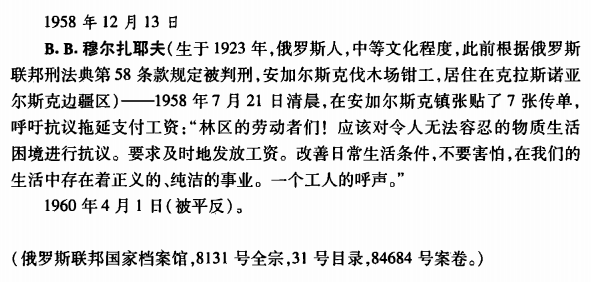 1958 年 12 月 13 日
B. B. 穆尔扎耶夫(生于 1923 年,俄罗斯人,中等文化程度,此前根据俄罗斯
联邦刑法典第 58 条款规定被判刑,安加尔斯克伐木场钳工,居住在克拉斯诺亚
尔斯克边疆区)——1958 年 7 月 21 日清晨,在安加尔斯克镇张贴了 7 张传单,
呼吁抗议拖延支付工资:“林区的劳动者们! 应该对令人无法容忍的物质生活
困境进行抗议。要求及时地发放工资。改善日常生活条件,不要害怕,在我们的
生活中存在着正义的、纯洁的事业。一个工人的呼声。”
1960 年 4 月 1 日(被平反)。
(俄罗斯联邦国家档案馆,8131 号全宗,31 号目录,84684 号案卷。)